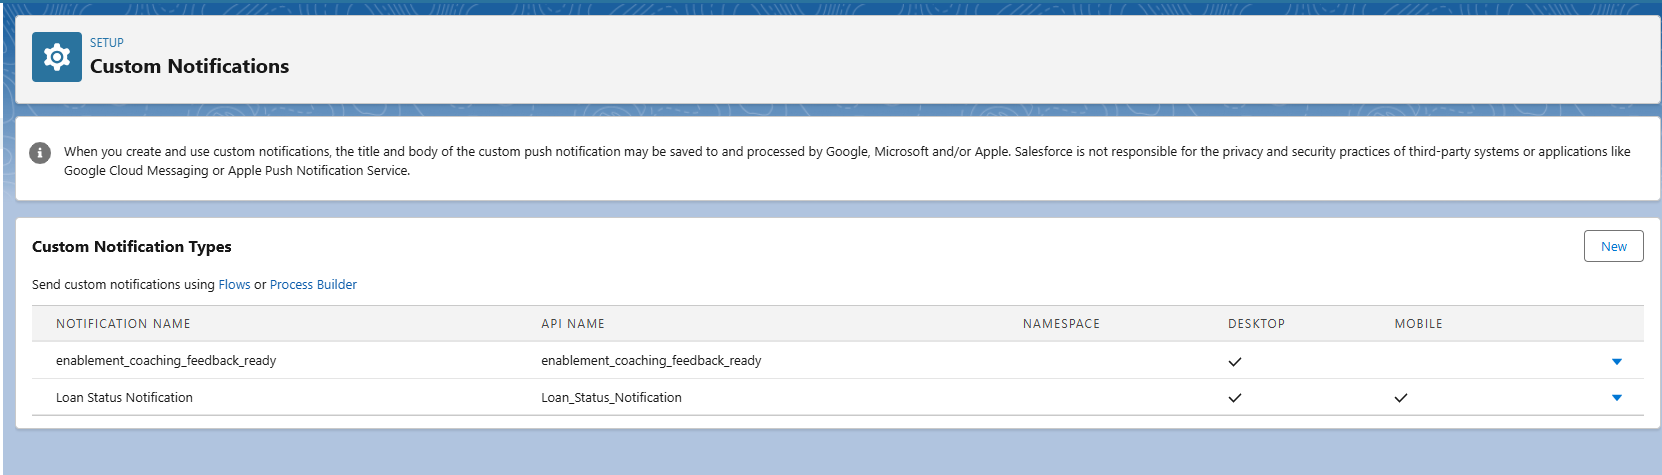 SETUP
Custom Notifications
When you create and use custom notifications, the title and body of the custom push notification may be saved to and processed by Google, Microsoft and/or Apple. Salesforce is not responsible for the privacy and security practices of third-party systems or applications like
Google Cloud Messaging or Apple Push Notification Service.
Custom Notification Types
New
Send custom notifications using Flows or Process Builder
NOTIFICATION NAME API NAME NAMESPACE DESKTOP MOBILE
enablement_coaching_feedback_ready enablement_coaching_feedback_ready
Loan Status Notification Loan_Status_Notification